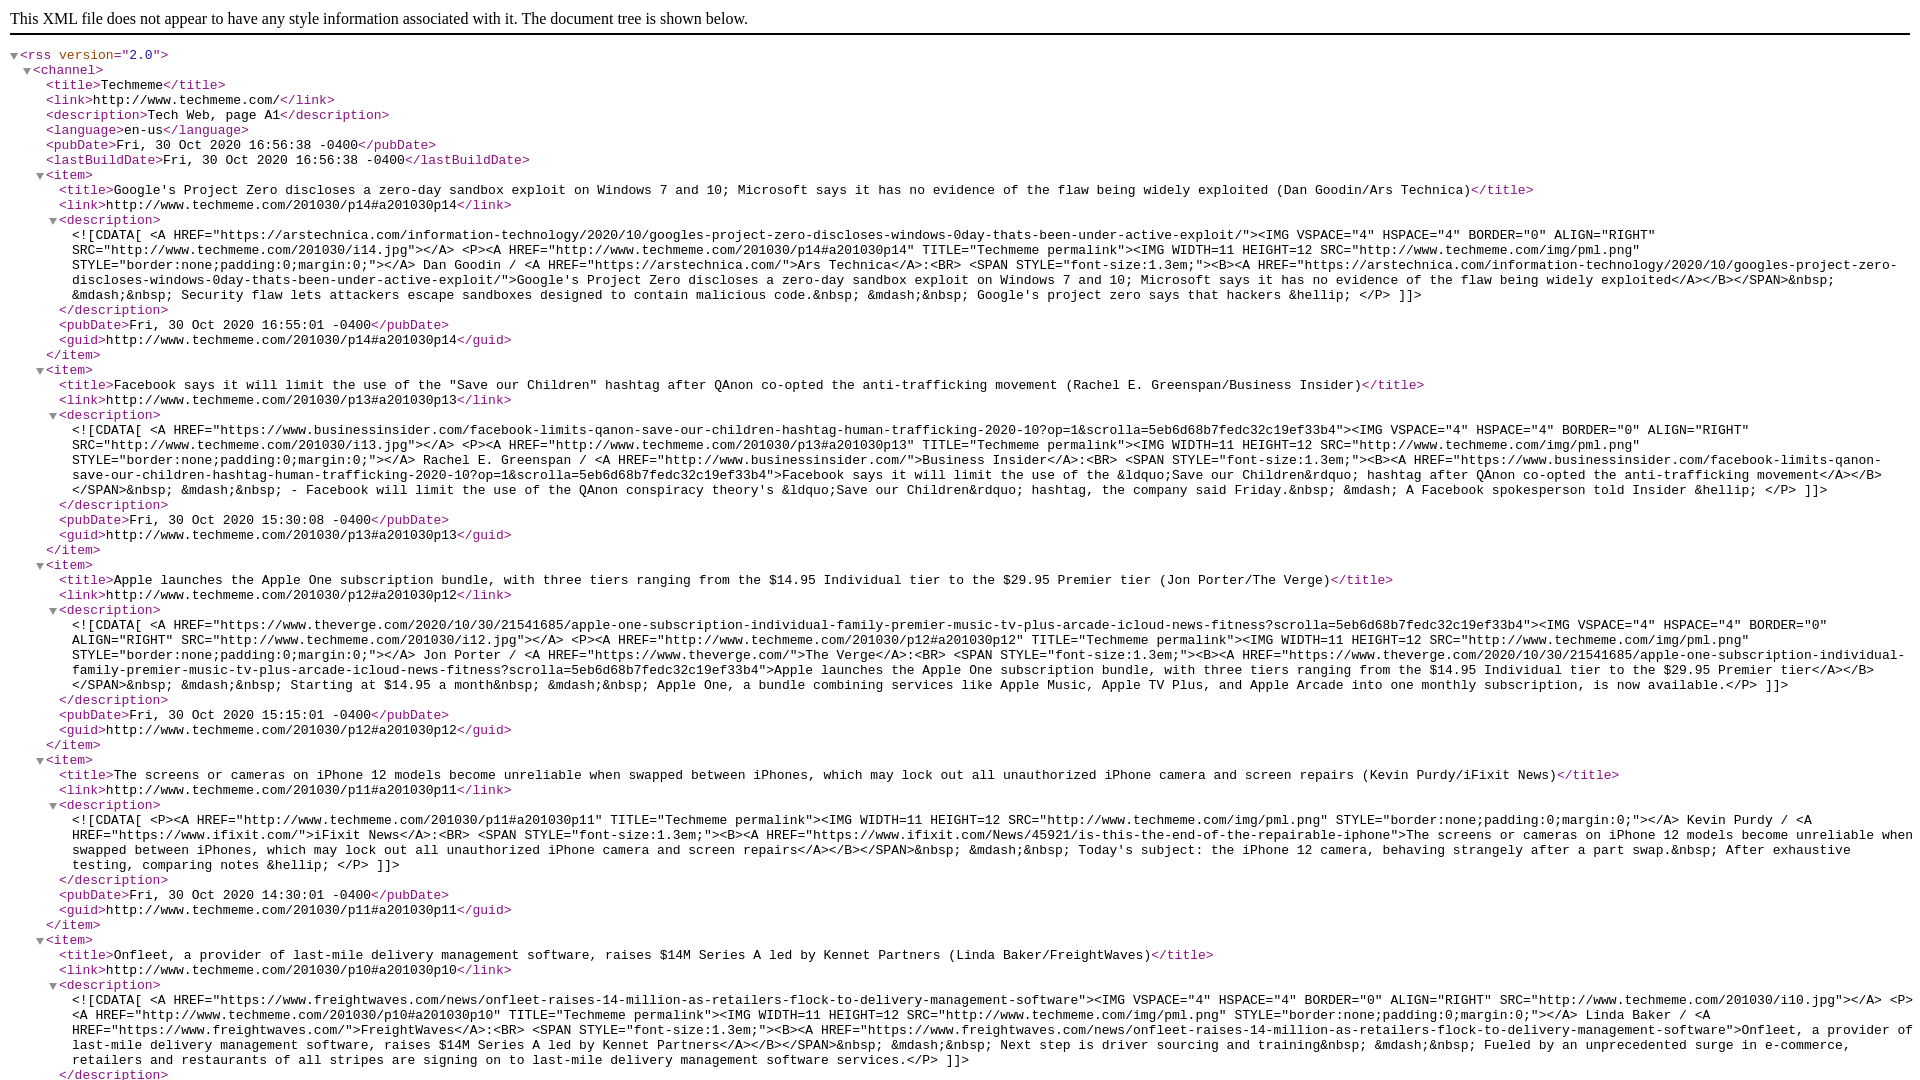 This XML file does not appear to have any style information associated with it. The document tree is shown below.
<rss version="2.0">
<channel>
<title>Techmeme</title>
<link>http://www.techmeme.com/</link>
<description>Tech Web, page A1</description>
<language>en-us</language>
<pubDate>Fri, 30 Oct 2020 16:56:38 -0400</pubDate>
<lastBuildDate>Fri, 30 Oct 2020 16:56:38 -0400</lastBuildDate>
<item>
<title>Google's Project Zero discloses a zero-day sandbox exploit on Windows 7 and 10; Microsoft says it has no evidence of the flaw being widely exploited (Dan Goodin/Ars Technica)</title>
<link>http://www.techmeme.com/201030/p14#a201030p14</link>
<description>
<![CDATA[ <A HREF="https://arstechnica.com/information-technology/2020/10/googles-project-zero-discloses-windows-0day-thats-been-under-active-exploit/"><IMG VSPACE="4" HSPACE="4" BORDER="0" ALIGN="RIGHT"
SRC="http://www.techmeme.com/201030/i14.jpg"></A> <P><A HREF="http://www.techmeme.com/201030/p14#a201030p14" TITLE="Techmeme permalink"><IMG WIDTH=11 HEIGHT=12 SRC="http://www.techmeme.com/img/pml.png"
STYLE="border:none;padding:0;margin:0;"></A> Dan Goodin / <A HREF="https://arstechnica.com/">Ars Technica</A>:<BR> <SPAN STYLE="font-size:1.3em;"><B><A HREF="https://arstechnica.com/information-technology/2020/10/googles-project-zero-
discloses-windows-0day-thats-been-under-active-exploit/">Google's Project Zero discloses a zero-day sandbox exploit on Windows 7 and 10; Microsoft says it has no evidence of the flaw being widely exploited</A></B></SPAN>&nbsp;
&mdash;&nbsp; Security flaw lets attackers escape sandboxes designed to contain malicious code.&nbsp; &mdash;&nbsp; Google's project zero says that hackers &hellip; </P> ]]>
</description>
<pubDate>Fri, 30 Oct 2020 16:55:01 -0400</pubDate>
<guid>http://www.techmeme.com/201030/p14#a201030p14</guid>
</item>
<item>
<title>Facebook says it will limit the use of the "Save our Children" hashtag after QAnon co-opted the anti-trafficking movement (Rachel E. Greenspan/Business Insider)</title>
<link>http://www.techmeme.com/201030/p13#a201030p13</link>
<description>
<![CDATA[ <A HREF="https://www.businessinsider.com/facebook-limits-qanon-save-our-children-hashtag-human-trafficking-2020-10?op=1&scrolla=5eb6d68b7fedc32c19ef33b4"><IMG VSPACE="4" HSPACE="4" BORDER="0" ALIGN="RIGHT"
SRC="http://www.techmeme.com/201030/i13.jpg"></A> <P><A HREF="http://www.techmeme.com/201030/p13#a201030p13" TITLE="Techmeme permalink"><IMG WIDTH=11 HEIGHT=12 SRC="http://www.techmeme.com/img/pml.png"
STYLE="border:none;padding:0;margin:0;"></A> Rachel E. Greenspan / <A HREF="http://www.businessinsider.com/">Business Insider</A>:<BR> <SPAN STYLE="font-size:1.3em;"><B><A HREF="https://www.businessinsider.com/facebook-limits-qanon-
save-our-children-hashtag-human-trafficking-2020-10?op=1&scrolla=5eb6d68b7fedc32c19ef33b4">Facebook says it will limit the use of the &ldquo;Save our Children&rdquo; hashtag after QAnon co-opted the anti-trafficking movement</A></B>
</SPAN>&nbsp; &mdash;&nbsp; - Facebook will limit the use of the QAnon conspiracy theory's &ldquo;Save our Children&rdquo; hashtag, the company said Friday.&nbsp; &mdash; A Facebook spokesperson told Insider &hellip; </P> ]]>
</description>
<pubDate>Fri, 30 Oct 2020 15:30:08 -0400</pubDate>
<guid>http://www.techmeme.com/201030/p13#a201030p13</guid>
</item>
<item>
<title>Apple launches the Apple One subscription bundle, with three tiers ranging from the $14.95 Individual tier to the $29.95 Premier tier (Jon Porter/The Verge)</title>
<link>http://www.techmeme.com/201030/p12#a201030p12</link>
<description>
<![CDATA[ <A HREF="https://www.theverge.com/2020/10/30/21541685/apple-one-subscription-individual-family-premier-music-tv-plus-arcade-icloud-news-fitness?scrolla=5eb6d68b7fedc32c19ef33b4"><IMG VSPACE="4" HSPACE="4" BORDER="0"
ALIGN="RIGHT" SRC="http://www.techmeme.com/201030/i12.jpg"></A> <P><A HREF="http://www.techmeme.com/201030/p12#a201030p12" TITLE="Techmeme permalink"><IMG WIDTH=11 HEIGHT=12 SRC="http://www.techmeme.com/img/pml.png"
STYLE="border:none;padding:0;margin:0;"></A> Jon Porter / <A HREF="https://www.theverge.com/">The Verge</A>:<BR> <SPAN STYLE="font-size:1.3em;"><B><A HREF="https://www.theverge.com/2020/10/30/21541685/apple-one-subscription-individual-
family-premier-music-tv-plus-arcade-icloud-news-fitness?scrolla=5eb6d68b7fedc32c19ef33b4">Apple launches the Apple One subscription bundle, with three tiers ranging from the $14.95 Individual tier to the $29.95 Premier tier</A></B>
</SPAN>&nbsp; &mdash;&nbsp; Starting at $14.95 a month&nbsp; &mdash;&nbsp; Apple One, a bundle combining services like Apple Music, Apple TV Plus, and Apple Arcade into one monthly subscription, is now available.</P> ]]>
</description>
<pubDate>Fri, 30 Oct 2020 15:15:01 -0400</pubDate>
<guid>http://www.techmeme.com/201030/p12#a201030p12</guid>
</item>
<item>
<title>The screens or cameras on iPhone 12 models become unreliable when swapped between iPhones, which may lock out all unauthorized iPhone camera and screen repairs (Kevin Purdy/iFixit News)</title>
<link>http://www.techmeme.com/201030/p11#a201030p11</link>
<description>
<![CDATA[ <P><A HREF="http://www.techmeme.com/201030/p11#a201030p11" TITLE="Techmeme permalink"><IMG WIDTH=11 HEIGHT=12 SRC="http://www.techmeme.com/img/pml.png" STYLE="border:none;padding:0;margin:0;"></A> Kevin Purdy / <A
HREF="https://www.ifixit.com/">iFixit News</A>:<BR> <SPAN STYLE="font-size:1.3em;"><B><A HREF="https://www.ifixit.com/News/45921/is-this-the-end-of-the-repairable-iphone">The screens or cameras on iPhone 12 models become unreliable when
swapped between iPhones, which may lock out all unauthorized iPhone camera and screen repairs</A></B></SPAN>&nbsp; &mdash;&nbsp; Today's subject: the iPhone 12 camera, behaving strangely after a part swap.&nbsp; After exhaustive
testing, comparing notes &hellip; </P> ]]>
</description>
<pubDate>Fri, 30 Oct 2020 14:30:01 -0400</pubDate>
<guid>http://www.techmeme.com/201030/p11#a201030p11</guid>
</item>
<item>
<title>Onfleet, a provider of last-mile delivery management software, raises $14M Series A led by Kennet Partners (Linda Baker/FreightWaves)</title>
<link>http://www.techmeme.com/201030/p10#a201030p10</link>
<description>
<![CDATA[ <A HREF="https://www.freightwaves.com/news/onfleet-raises-14-million-as-retailers-flock-to-delivery-management-software"><IMG VSPACE="4" HSPACE="4" BORDER="0" ALIGN="RIGHT" SRC="http://www.techmeme.com/201030/i10.jpg"></A> <P>
<A HREF="http://www.techmeme.com/201030/p10#a201030p10" TITLE="Techmeme permalink"><IMG WIDTH=11 HEIGHT=12 SRC="http://www.techmeme.com/img/pml.png" STYLE="border:none;padding:0;margin:0;"></A> Linda Baker / <A
HREF="https://www.freightwaves.com/">FreightWaves</A>:<BR> <SPAN STYLE="font-size:1.3em;"><B><A HREF="https://www.freightwaves.com/news/onfleet-raises-14-million-as-retailers-flock-to-delivery-management-software">Onfleet, a provider of
last-mile delivery management software, raises $14M Series A led by Kennet Partners</A></B></SPAN>&nbsp; &mdash;&nbsp; Next step is driver sourcing and training&nbsp; &mdash;&nbsp; Fueled by an unprecedented surge in e-commerce,
retailers and restaurants of all stripes are signing on to last-mile delivery management software services.</P> ]]>
</description>